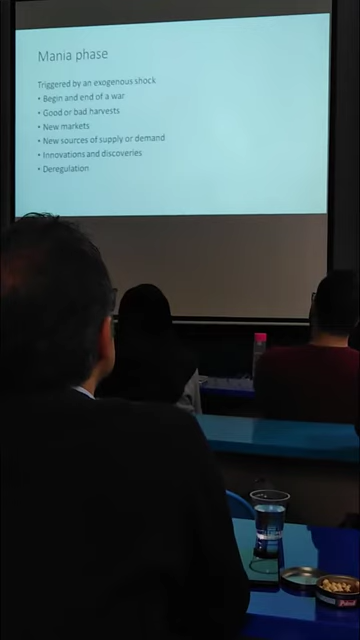 Mania phase
Triggered by an exogenous shock
• Begin and end of a war
• Good or bad harvests
• New markets
• New sources of supply or demand
• Innovations and discoveries
• Deregulation